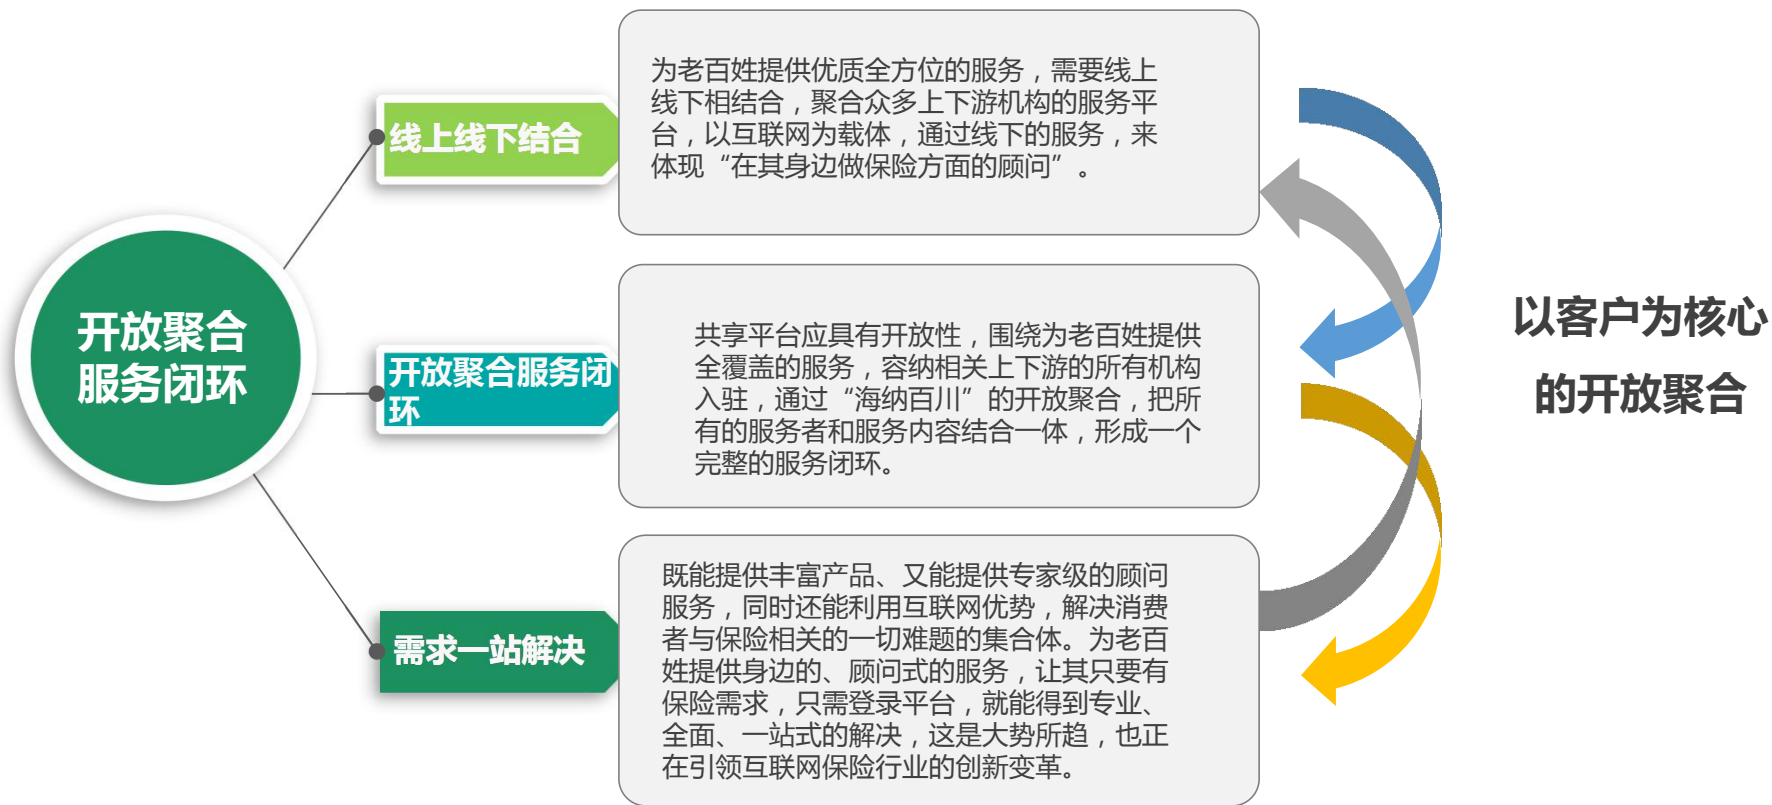 开放聚合
服务闭环
线上线下结合
为老百姓提供优质全方位的服务，需要线上
线下相结合，聚合众多上下游机构的服务平
台，以互联网为载体，通过线下的服务，来
体现“在其身边做保险方面的顾问”。
开放聚合服务闭
环
共享平台应具有开放性，围绕为老百姓提供
全覆盖的服务，容纳相关上下游的所有机构
入驻，通过“海纳百川”的开放聚合，把所
有的服务者和服务内容结合一体，形成一个
完整的服务闭环。
需求一站解决
既能提供丰富产品、又能提供专家级的顾问
服务，同时还能利用互联网优势，解决消费
者与保险相关的一切难题的集合体。为老百
姓提供身边的、顾问式的服务，让其只要有
保险需求，只需登录平台，就能得到专业、
全面、一站式的解决，这是大势所趋，也正
在引领互联网保险行业的创新变革。
以客户为核心
的开放聚合